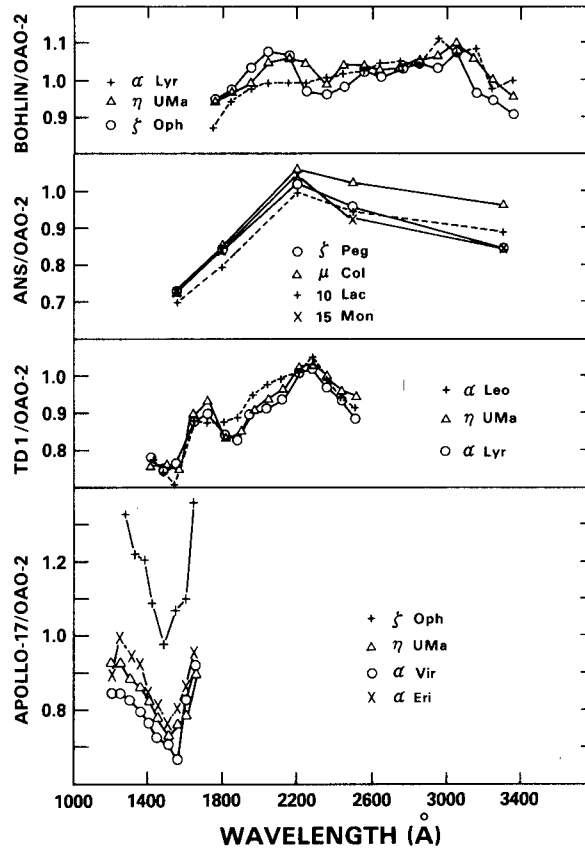 BOHLIN/OAO-2
1.1
1.0
0.9
+ α Lyr
△ η UMa
○ ζ Oph
ANS/OAO-2
1.0
0.9
0.8
0.7
○ ζ Peg
△ μ Col
+ 10 Lac
X 15 Mon
TD1/OAO-2
1.0
0.9
0.8
+ α Leo
△ η UMa
○ α Lyr
APOLLO-17/OAO-2
1.2
1.0
0.8
+ ζ Oph
△ η UMa
○ α Vir
X α Eri
1000 1400 1800 2200 2600 3000 3400
WAVELENGTH (Å)